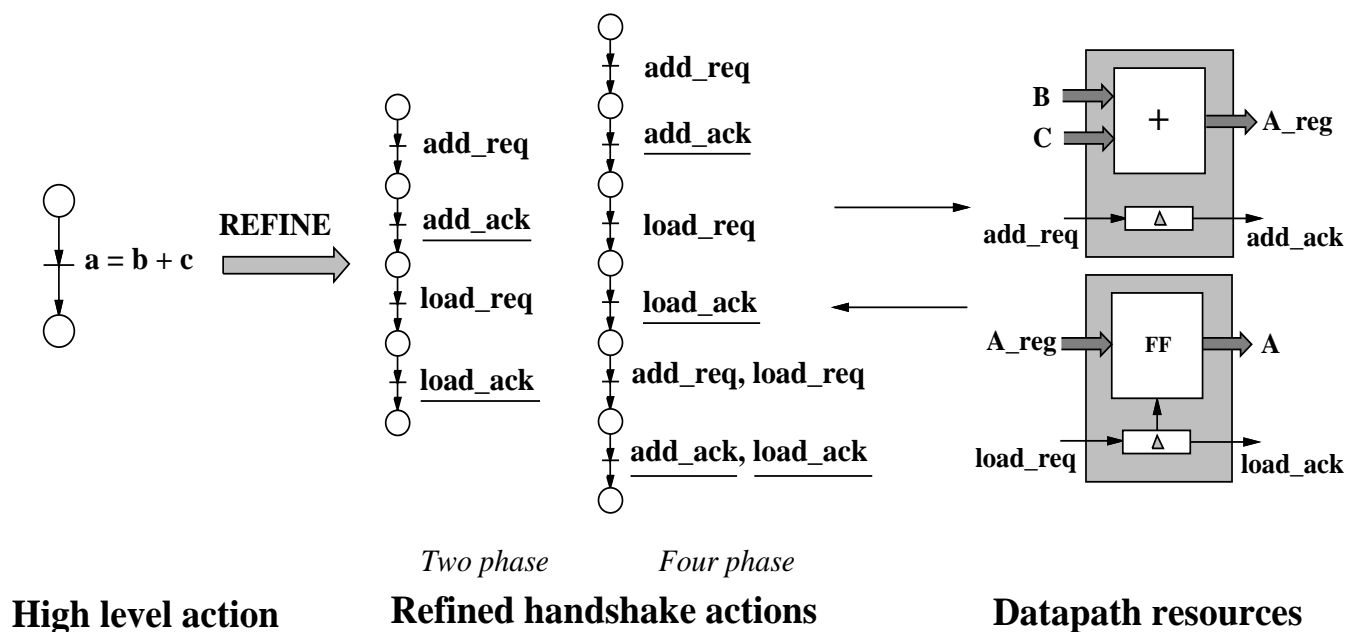 a = b + c
REFINE
add_req
add_ack
load_req
load_ack
add_req
add_ack
load_req
load_ack
add_req, load_req
add_ack, load_ack
B
C
+
A_reg
add_req
Δ
add_ack
A_reg
FF
A
load_req
Δ
load_ack
Two phase
Four phase
High level action
Refined handshake actions
Datapath resources